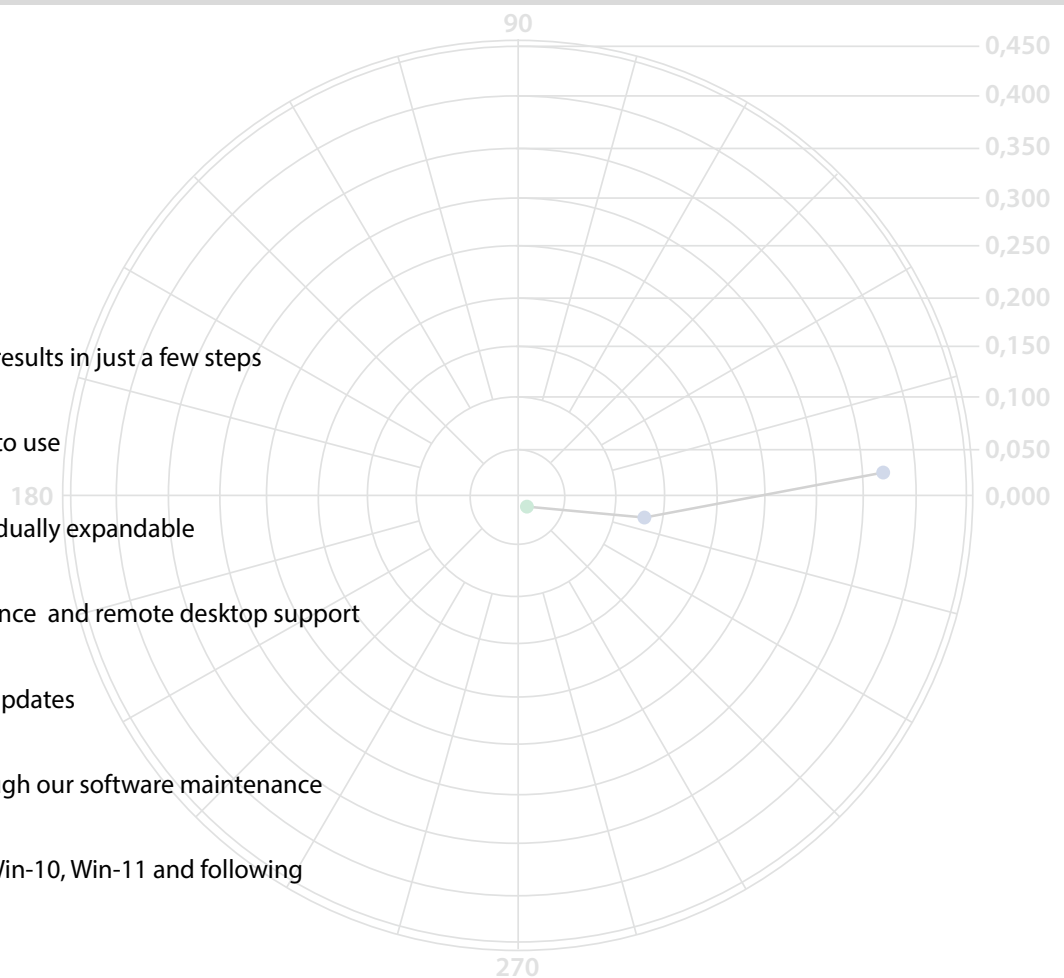 90
0,450
0,400
0,350
0,300
0,250
0,200
results in just a few steps
0,150
0,100
to use
0,050
180
0,000
dually expandable
nce and remote desktop support
pdates
gh our software maintenance
Win-10, Win-11 and following
270